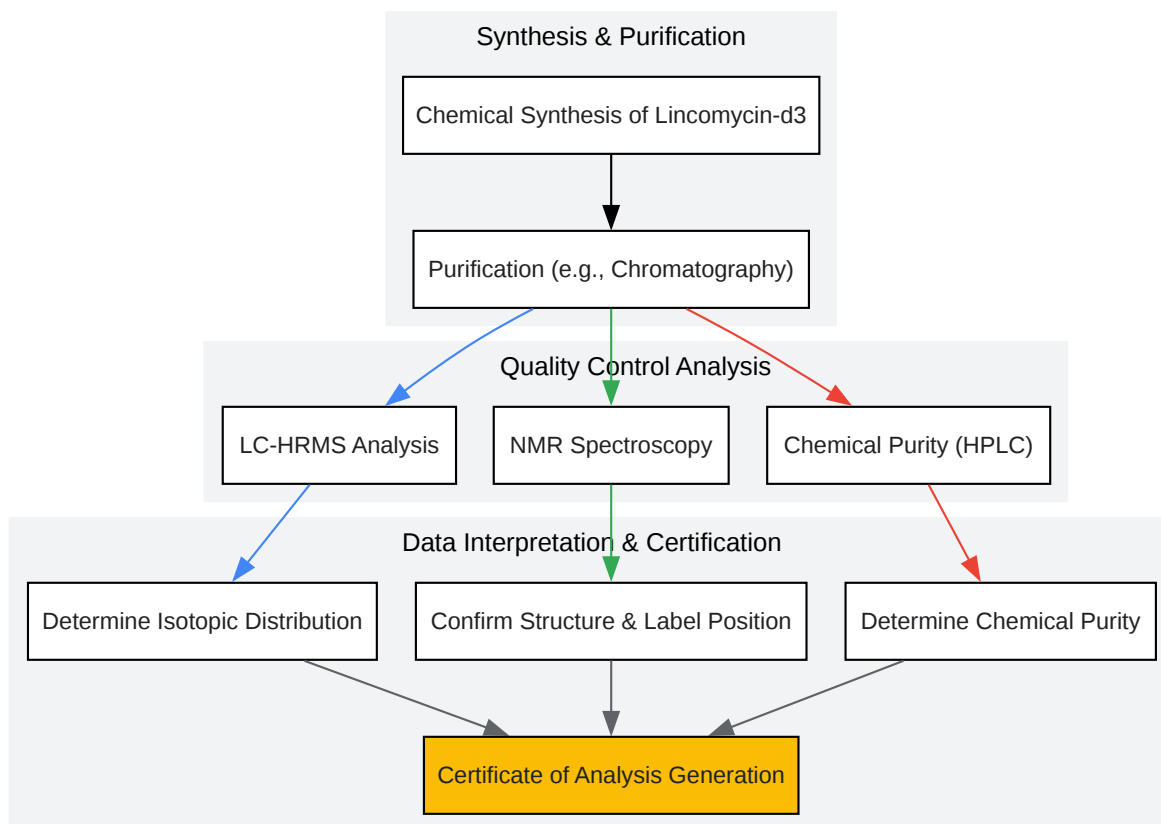 Synthesis & Purification
Chemical Synthesis of Lincomycin-d3
Purification (e.g., Chromatography)
Quality Control Analysis
LC-HRMS Analysis
NMR Spectroscopy
Chemical Purity (HPLC)
Data Interpretation & Certification
Determine Isotopic Distribution
Confirm Structure & Label Position
Determine Chemical Purity
Certificate of Analysis Generation